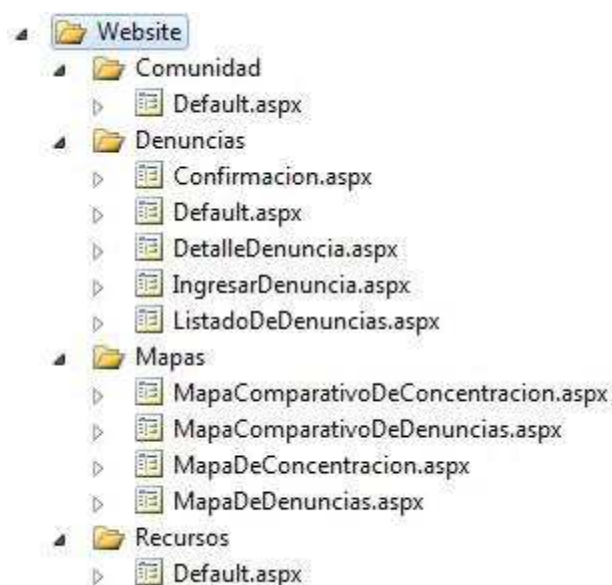 Website
Comunidad
Default.aspx
Denuncias
Confirmacion.aspx
Default.aspx
DetalleDenuncia.aspx
IngresarDenuncia.aspx
ListadoDeDenuncias.aspx
Mapas
MapaComparativoDeConcentracion.aspx
MapaComparativoDeDenuncias.aspx
MapaDeConcentracion.aspx
MapaDeDenuncias.aspx
Recursos
Default.aspx